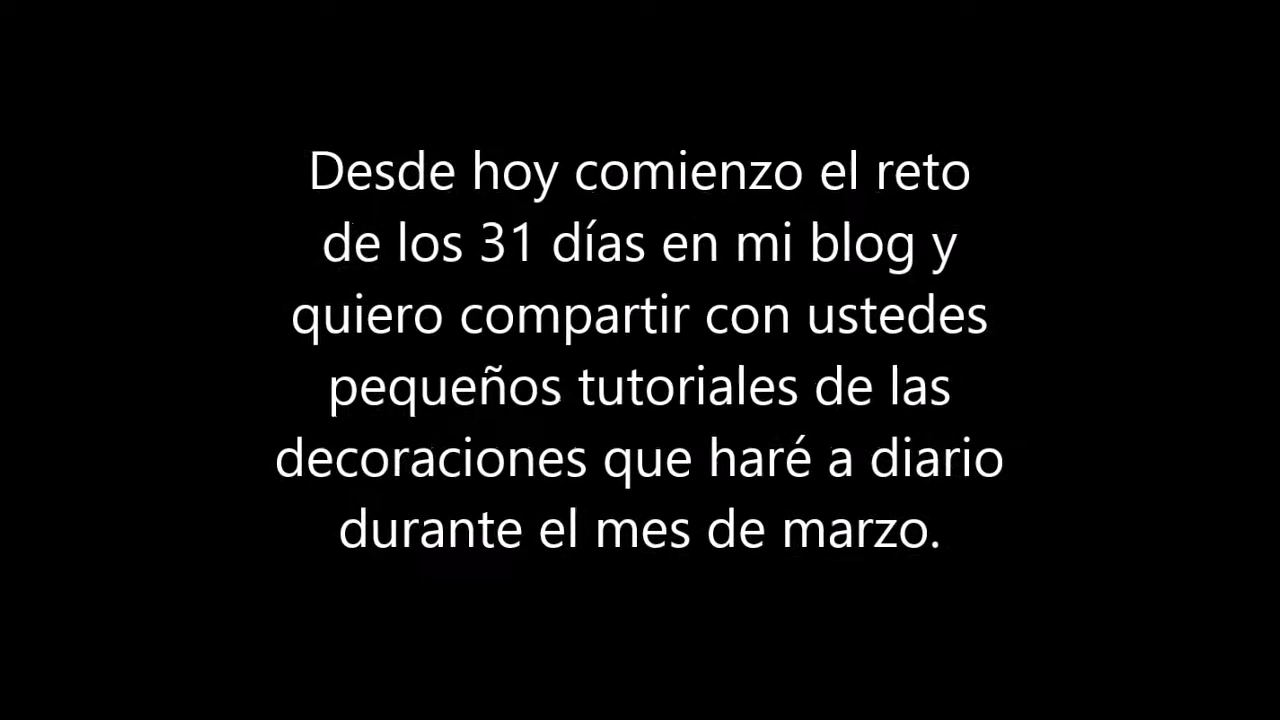 Desde hoy comienzo el reto
de los 31 días en mi blog y
quiero compartir con ustedes
pequeños tutoriales de las
decoraciones que haré a diario
durante el mes de marzo.